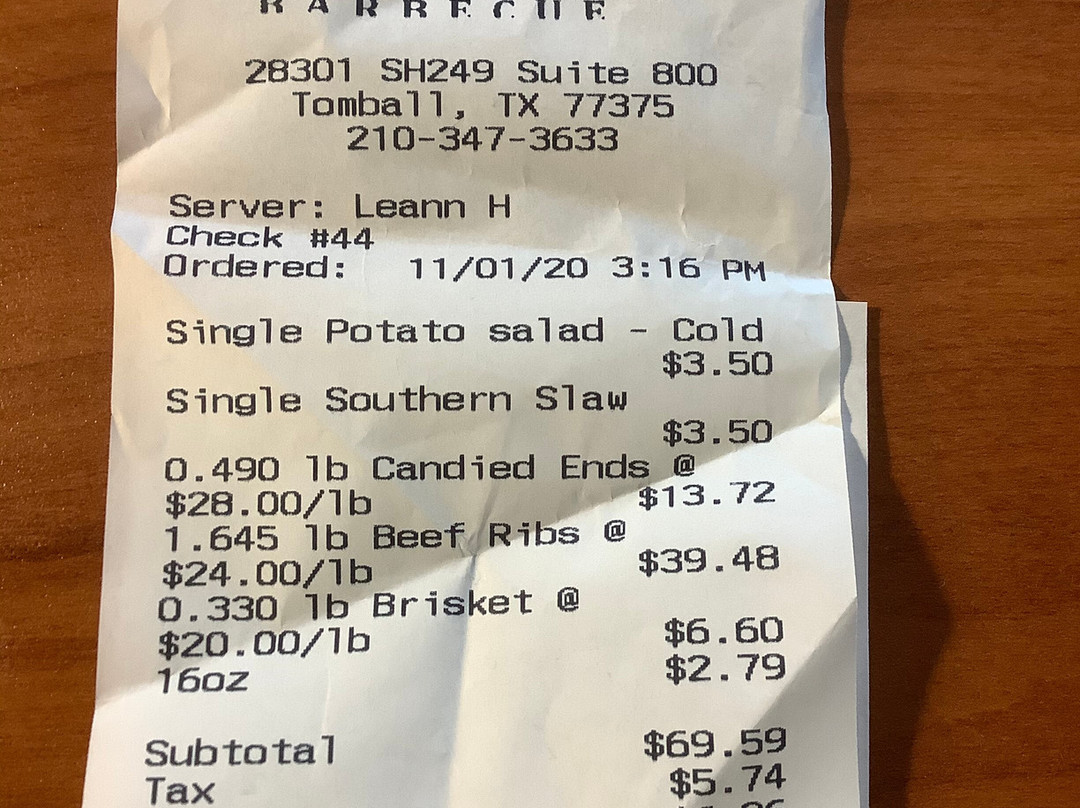 BARBECUE
28301 SH249 Suite 800
Tomball, TX 77375
210-347-3633
Server: Leann H
Check #44
Ordered: 11/01/20 3:16 PM
Single Potato salad - Cold
$3.50
Single Southern Slaw
$3.50
0.490 lb Candied Ends @
$28.00/lb $13.72
1.645 lb Beef Ribs @
$24.00/lb $39.48
0.330 lb Brisket @
$20.00/lb $6.60
16oz $2.79
Subtotal $69.59
Tax $5.74